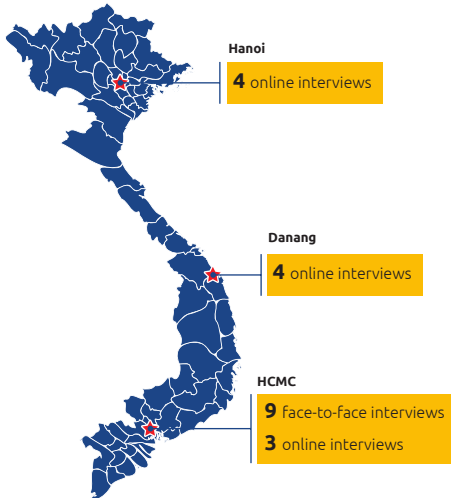 Hanoi
4 online interviews
Danang
4 online interviews
HCMC
9 face-to-face interviews
3 online interviews